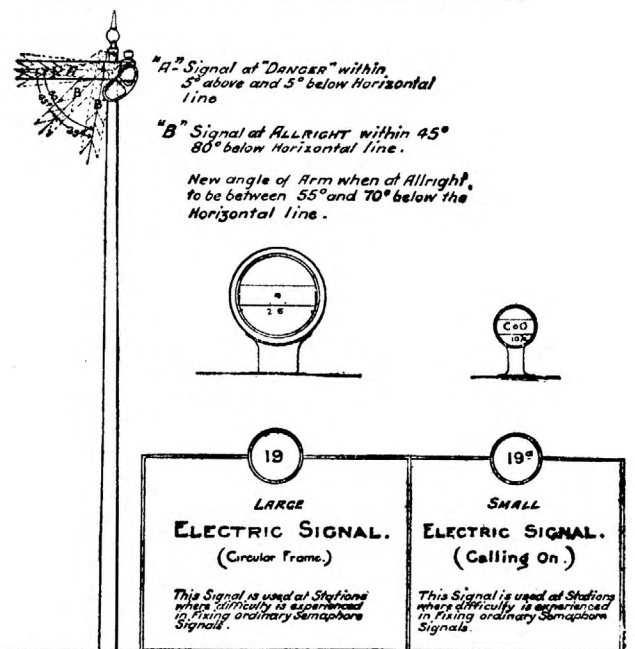 "A" Signal at "DANGER" within
5° above and 5° below Horizontal
line
"B" Signal at ALLRIGHT within 45°
80° below Horizontal line.
New angle of Arm when at Allright,
to be between 55° and 70° below the
Horizontal line.
A
B
B
2 6
C O
19
LARGE
ELECTRIC SIGNAL.
(Circular Frame.)
This Signal is used at Stations
where difficulty is experienced
in Fixing ordinary Semaphore
Signals.
19a
SMALL
ELECTRIC SIGNAL.
(Calling On.)
This Signal is used at Stations
where difficulty is experienced
in Fixing ordinary Semaphore
Signals.